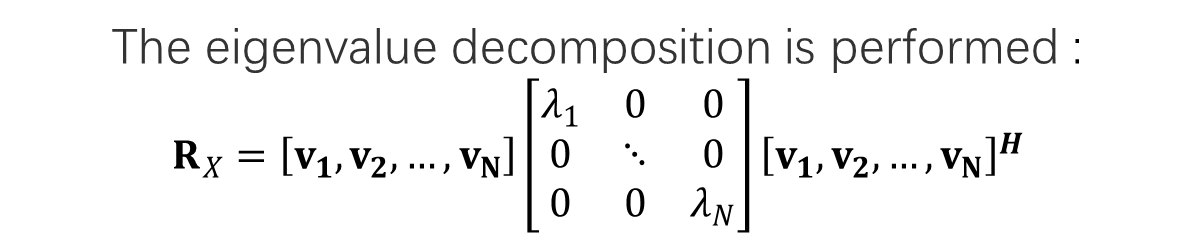 The eigenvalue decomposition is performed :
𝐑_X = [𝐯_𝟏, 𝐯_𝟐, …, 𝐯_𝐍] [λ_1 0 0; 0 ⋱ 0; 0 0 λ_N] [𝐯_𝟏, 𝐯_𝟐, …, 𝐯_𝐍]^𝑯